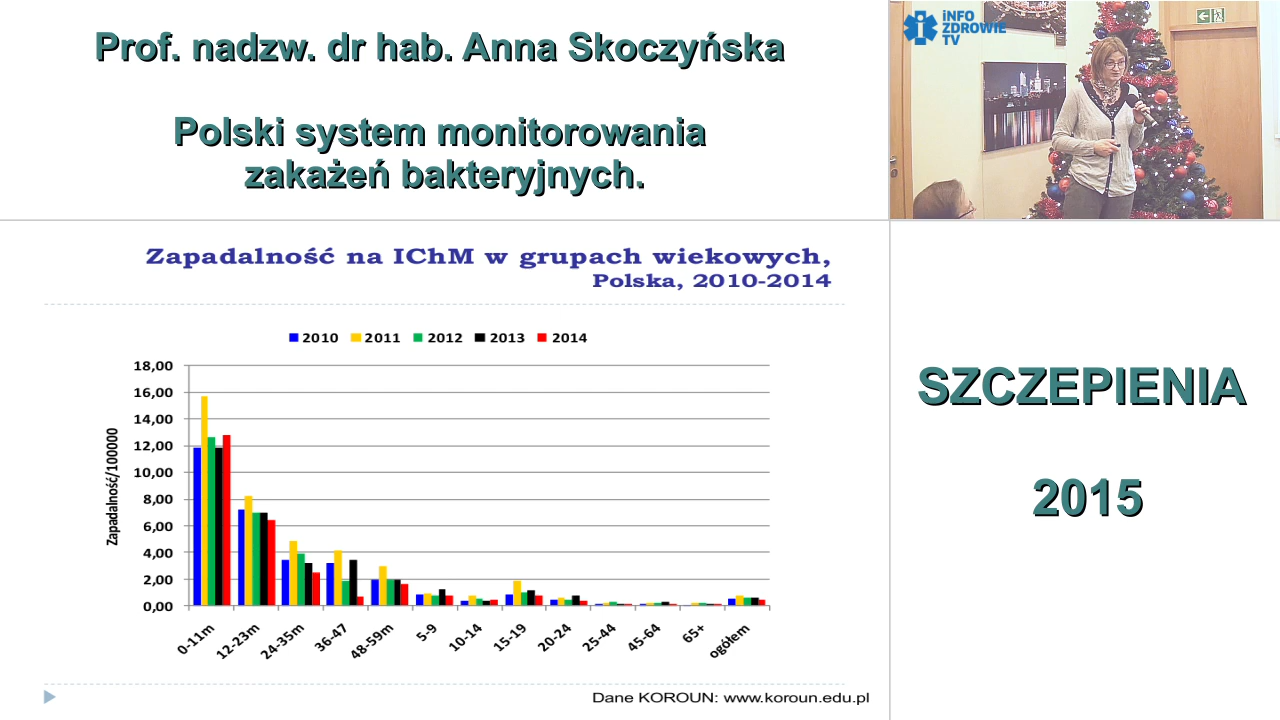 Prof. nadzw. dr hab. Anna Skoczyńska
Polski system monitorowania
zakażeń bakteryjnych.
iNFO
ZDROWIE
TV
Zapadalność na IChM w grupach wiekowych,
Polska, 2010-2014
2010 2011 2012 2013 2014
Zapadalność/100000
18,00
16,00
14,00
12,00
10,00
8,00
6,00
4,00
2,00
0,00
0-11m 12-23m 24-35m 36-47 48-59m 5-9 10-14 15-19 20-24 25-44 45-64 65+ ogółem
Dane KOROUN: www.koroun.edu.pl
SZCZEPIENIA
2015